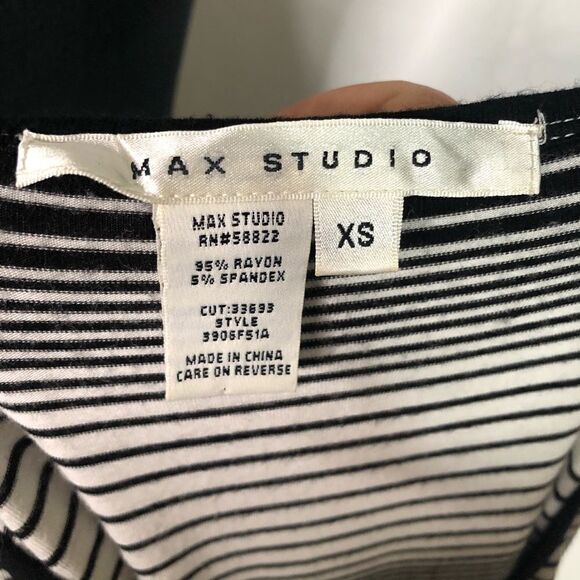 MAX STUDIO
MAX STUDIO
RN#58822
XS
95% RAYON
5% SPANDEX
CUT:33693
STYLE
3906F51A
MADE IN CHINA
CARE ON REVERSE